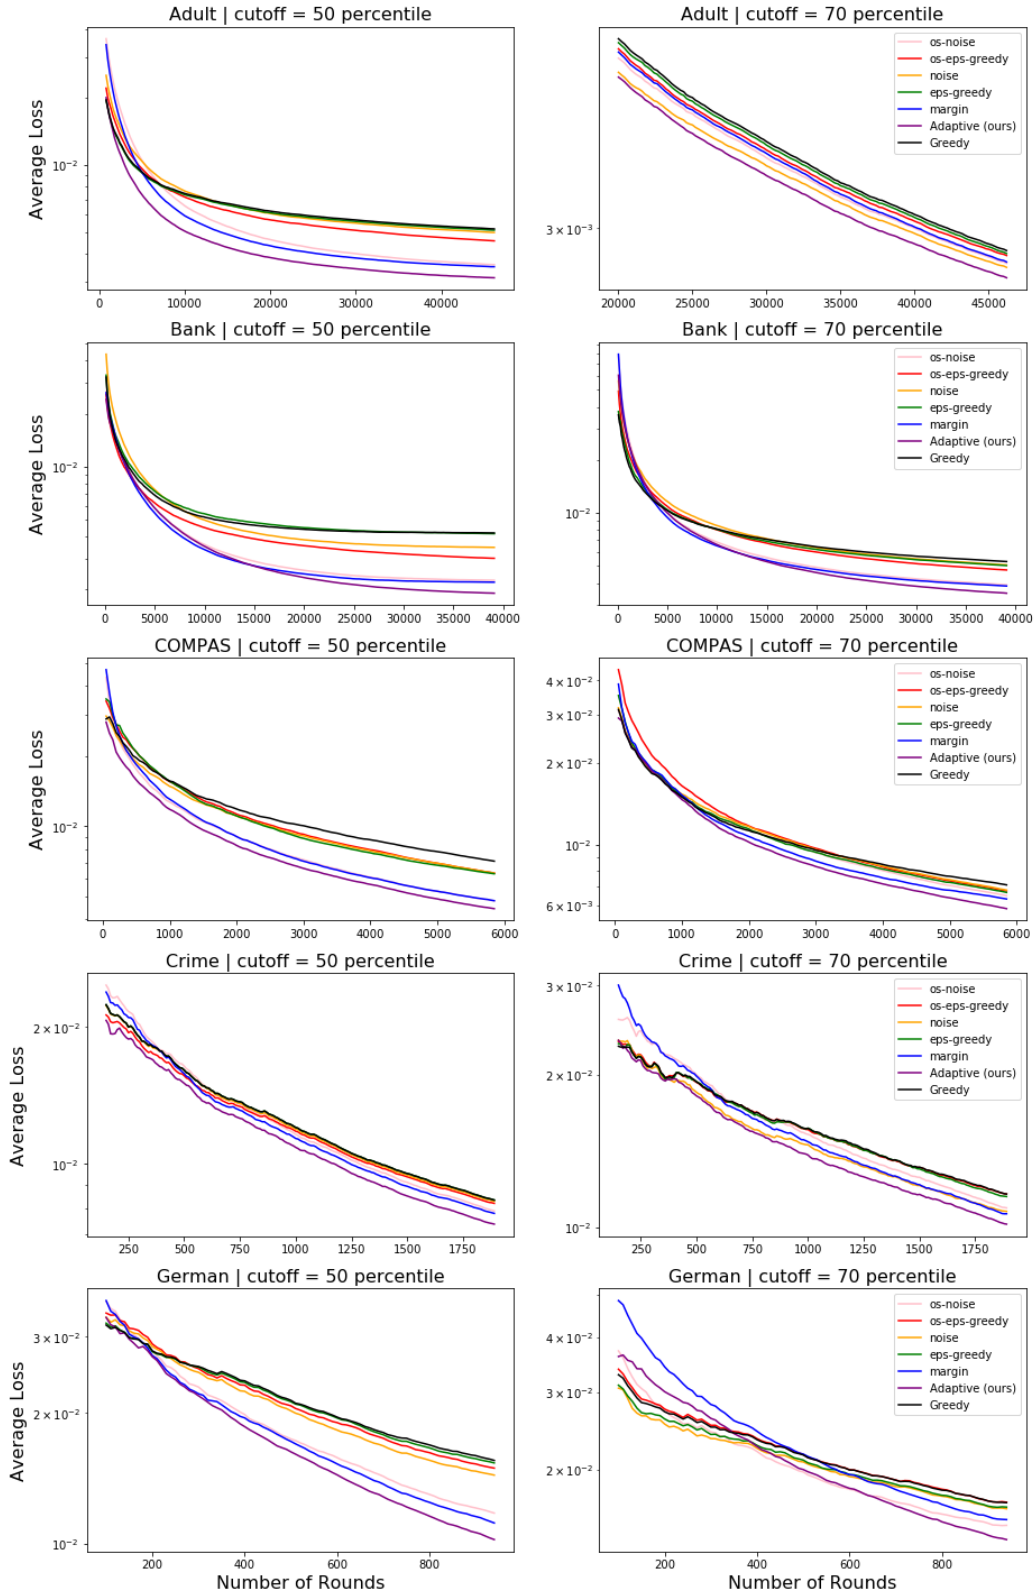 Adult | cutoff = 50 percentile
Average Loss
10⁻²
0 10000 20000 30000 40000
Adult | cutoff = 70 percentile
os-noise
os-eps-greedy
noise
eps-greedy
margin
Adaptive (ours)
Greedy
3 × 10⁻³
20000 25000 30000 35000 40000 45000
Bank | cutoff = 50 percentile
Average Loss
10⁻²
0 5000 10000 15000 20000 25000 30000 35000 40000
Bank | cutoff = 70 percentile
os-noise
os-eps-greedy
noise
eps-greedy
margin
Adaptive (ours)
Greedy
10⁻²
0 5000 10000 15000 20000 25000 30000 35000 40000
COMPAS | cutoff = 50 percentile
Average Loss
10⁻²
0 1000 2000 3000 4000 5000 6000
COMPAS | cutoff = 70 percentile
os-noise
os-eps-greedy
noise
eps-greedy
margin
Adaptive (ours)
Greedy
4 × 10⁻²
3 × 10⁻²
2 × 10⁻²
10⁻²
6 × 10⁻³
0 1000 2000 3000 4000 5000 6000
Crime | cutoff = 50 percentile
Average Loss
2 × 10⁻²
10⁻²
250 500 750 1000 1250 1500 1750
Crime | cutoff = 70 percentile
os-noise
os-eps-greedy
noise
eps-greedy
margin
Adaptive (ours)
Greedy
3 × 10⁻²
2 × 10⁻²
10⁻²
250 500 750 1000 1250 1500 1750
German | cutoff = 50 percentile
Average Loss
3 × 10⁻²
2 × 10⁻²
10⁻²
200 400 600 800
Number of Rounds
German | cutoff = 70 percentile
os-noise
os-eps-greedy
noise
eps-greedy
margin
Adaptive (ours)
Greedy
4 × 10⁻²
3 × 10⁻²
2 × 10⁻²
200 400 600 800
Number of Rounds